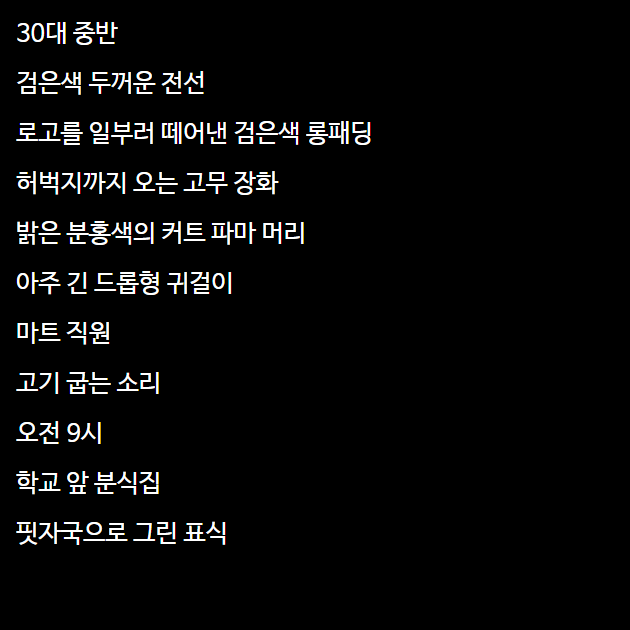 30대 중반
검은색 두꺼운 전선
로고를 일부러 떼어낸 검은색 롱패딩
허벅지까지 오는 고무 장화
밝은 분홍색의 커트 파마 머리
아주 긴 드롭형 귀걸이
마트 직원
고기 굽는 소리
오전 9시
학교 앞 분식집
핏자국으로 그린 표식